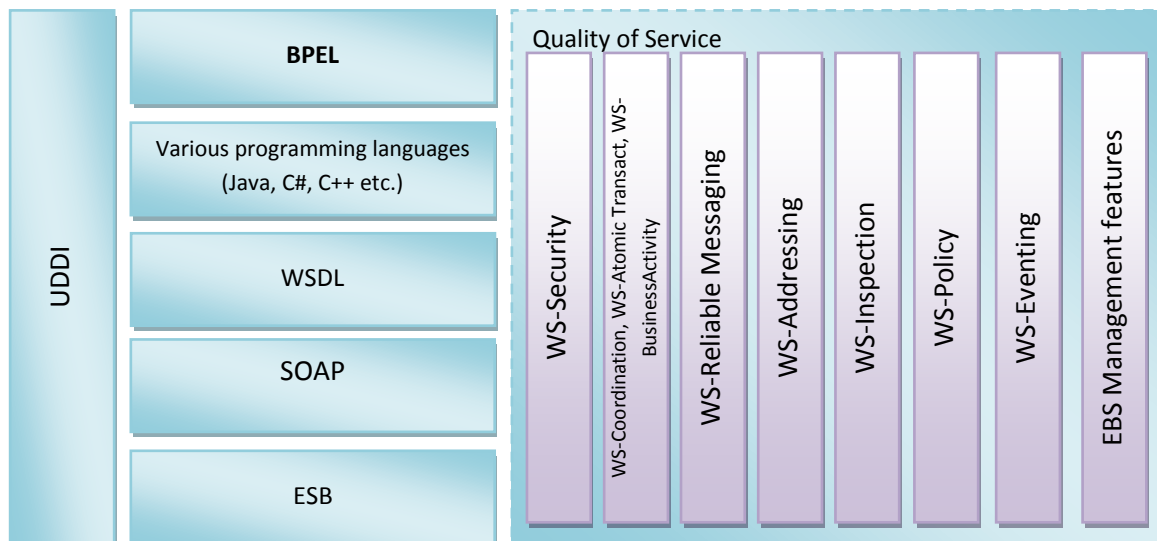 UDDI
BPEL
Various programming languages
(Java, C#, C++ etc.)
WSDL
SOAP
ESB
Quality of Service
WS-Security
WS-Coordination, WS-Atomic Transact, WS-
BusinessActivity
WS-Reliable Messaging
WS-Addressing
WS-Inspection
WS-Policy
WS-Eventing
EBS Management features